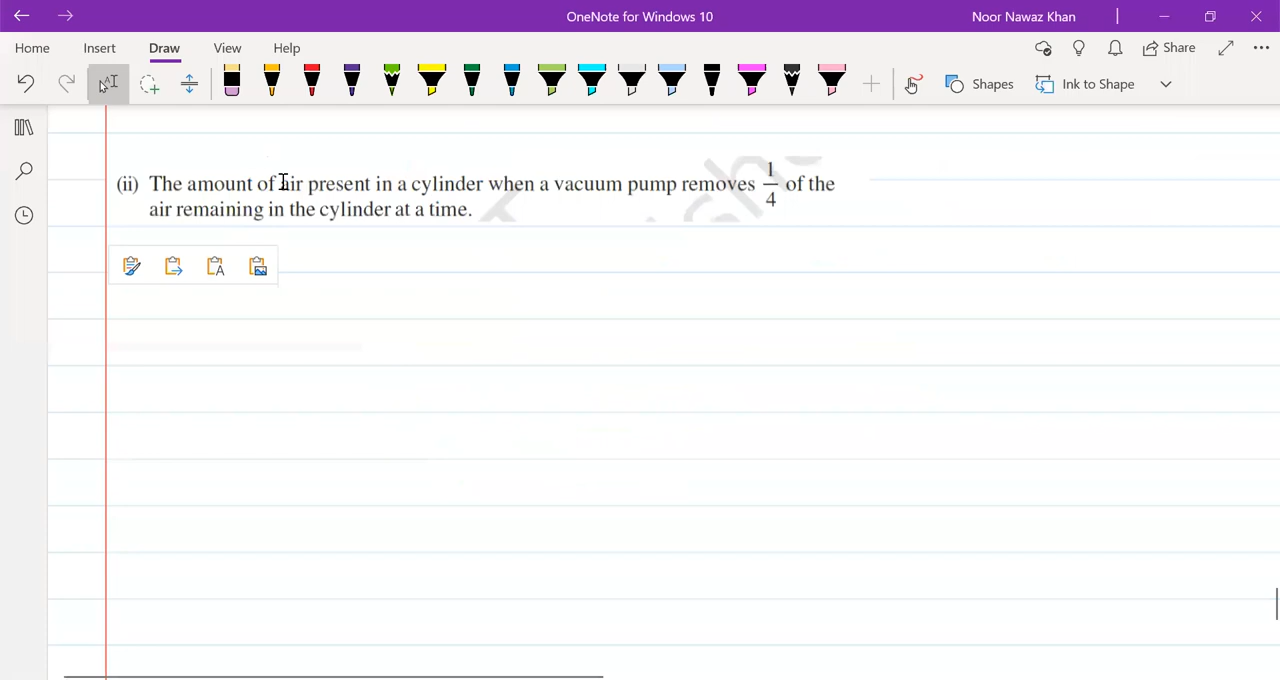 OneNote for Windows 10
Noor Nawaz Khan
Home Insert Draw View Help
Share
Shapes
Ink to Shape
(ii) The amount of air present in a cylinder when a vacuum pump removes 1/4 of the
air remaining in the cylinder at a time.